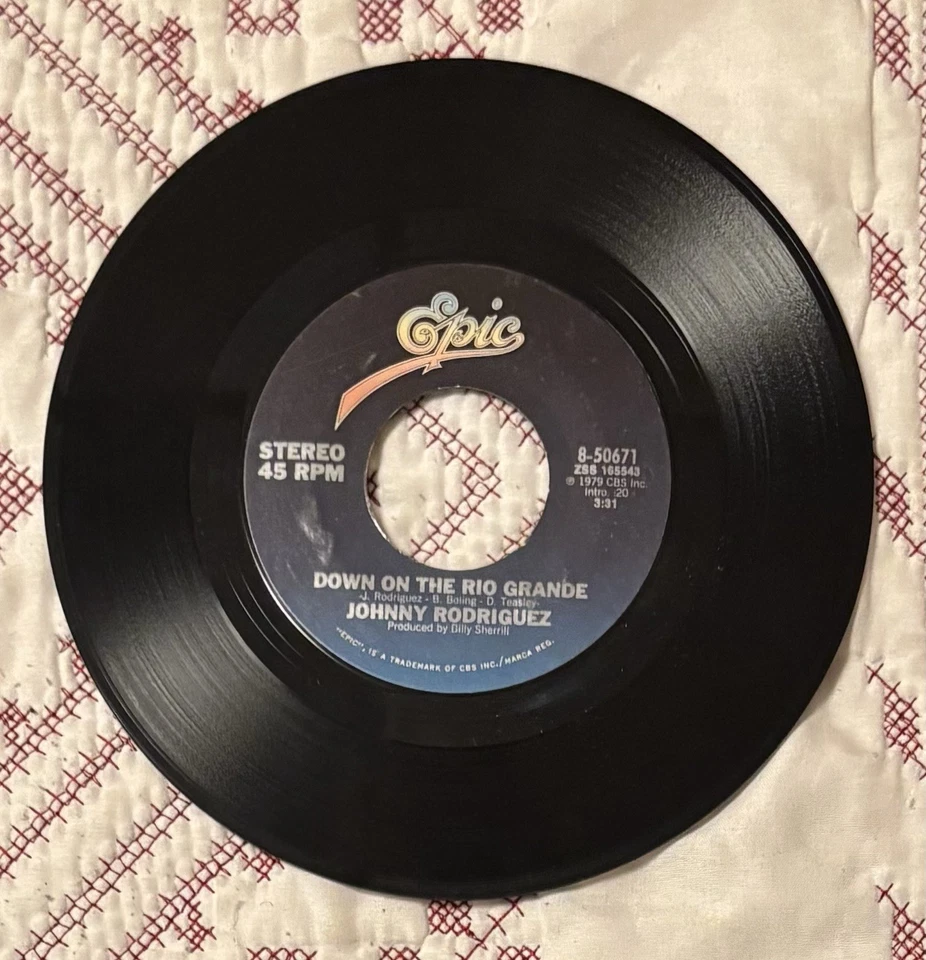 Epic ®
STEREO
45 RPM
8-50671
ZSS 165543
℗ 1979 CBS Inc.
Intro. :20
3:31
DOWN ON THE RIO GRANDE
-J. Rodriguez - B. Boling - D. Teasley-
JOHNNY RODRIGUEZ
Produced by Billy Sherrill
"EPIC", IS A TRADEMARK OF CBS INC./MARCA REG.